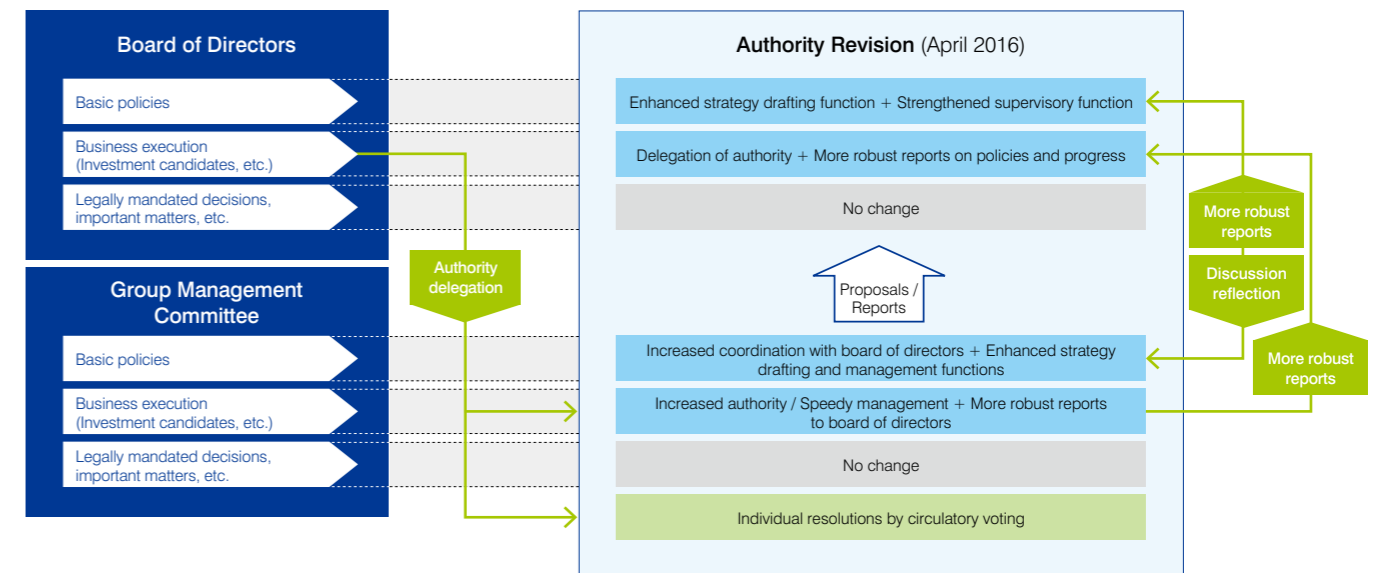 Board of Directors
Basic policies
Business execution
(Investment candidates, etc.)
Legally mandated decisions,
important matters, etc.
Group Management
Committee
Basic policies
Business execution
(Investment candidates, etc.)
Legally mandated decisions,
important matters, etc.
Authority
delegation
Authority Revision (April 2016)
Enhanced strategy drafting function + Strengthened supervisory function
Delegation of authority + More robust reports on policies and progress
No change
Proposals /
Reports
Increased coordination with board of directors + Enhanced strategy
drafting and management functions
Increased authority / Speedy management + More robust reports
to board of directors
No change
Individual resolutions by circulatory voting
More robust
reports
Discussion
reflection
More robust
reports